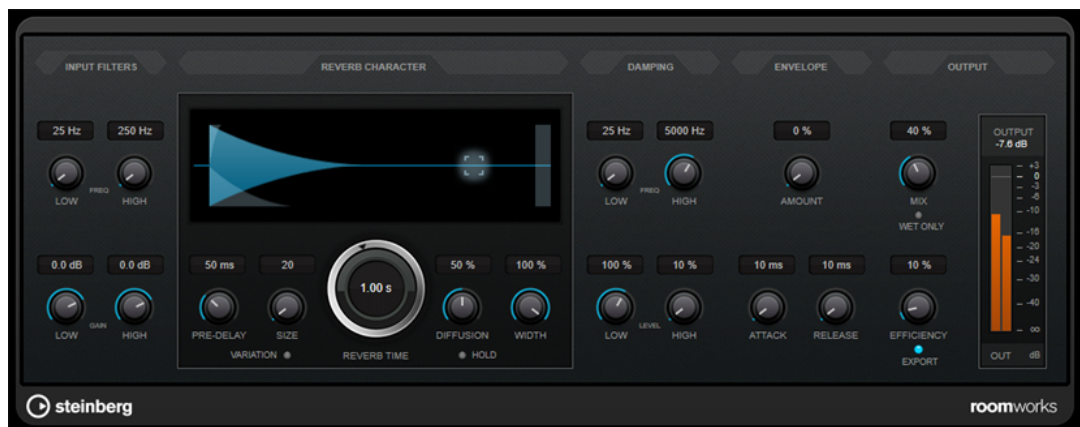 INPUT FILTERS REVERB CHARACTER DAMPING ENVELOPE OUTPUT
25 Hz 250 Hz 25 Hz 5000 Hz 0 % 40 % OUTPUT
-7.6 dB
+3
0
-3
-6
-10
-16
-20
-24
-30
-40
∞
LOW FREQ HIGH LOW FREQ HIGH AMOUNT MIX
WET ONLY
0.0 dB 0.0 dB 50 ms 20 1.00 s 50 % 100 % 100 % 10 % 10 ms 10 ms 10 %
LOW GAIN HIGH PRE-DELAY SIZE DIFFUSION WIDTH LOW LEVEL HIGH ATTACK RELEASE EFFICIENCY
VARIATION REVERB TIME HOLD EXPORT OUT dB
steinberg roomworks